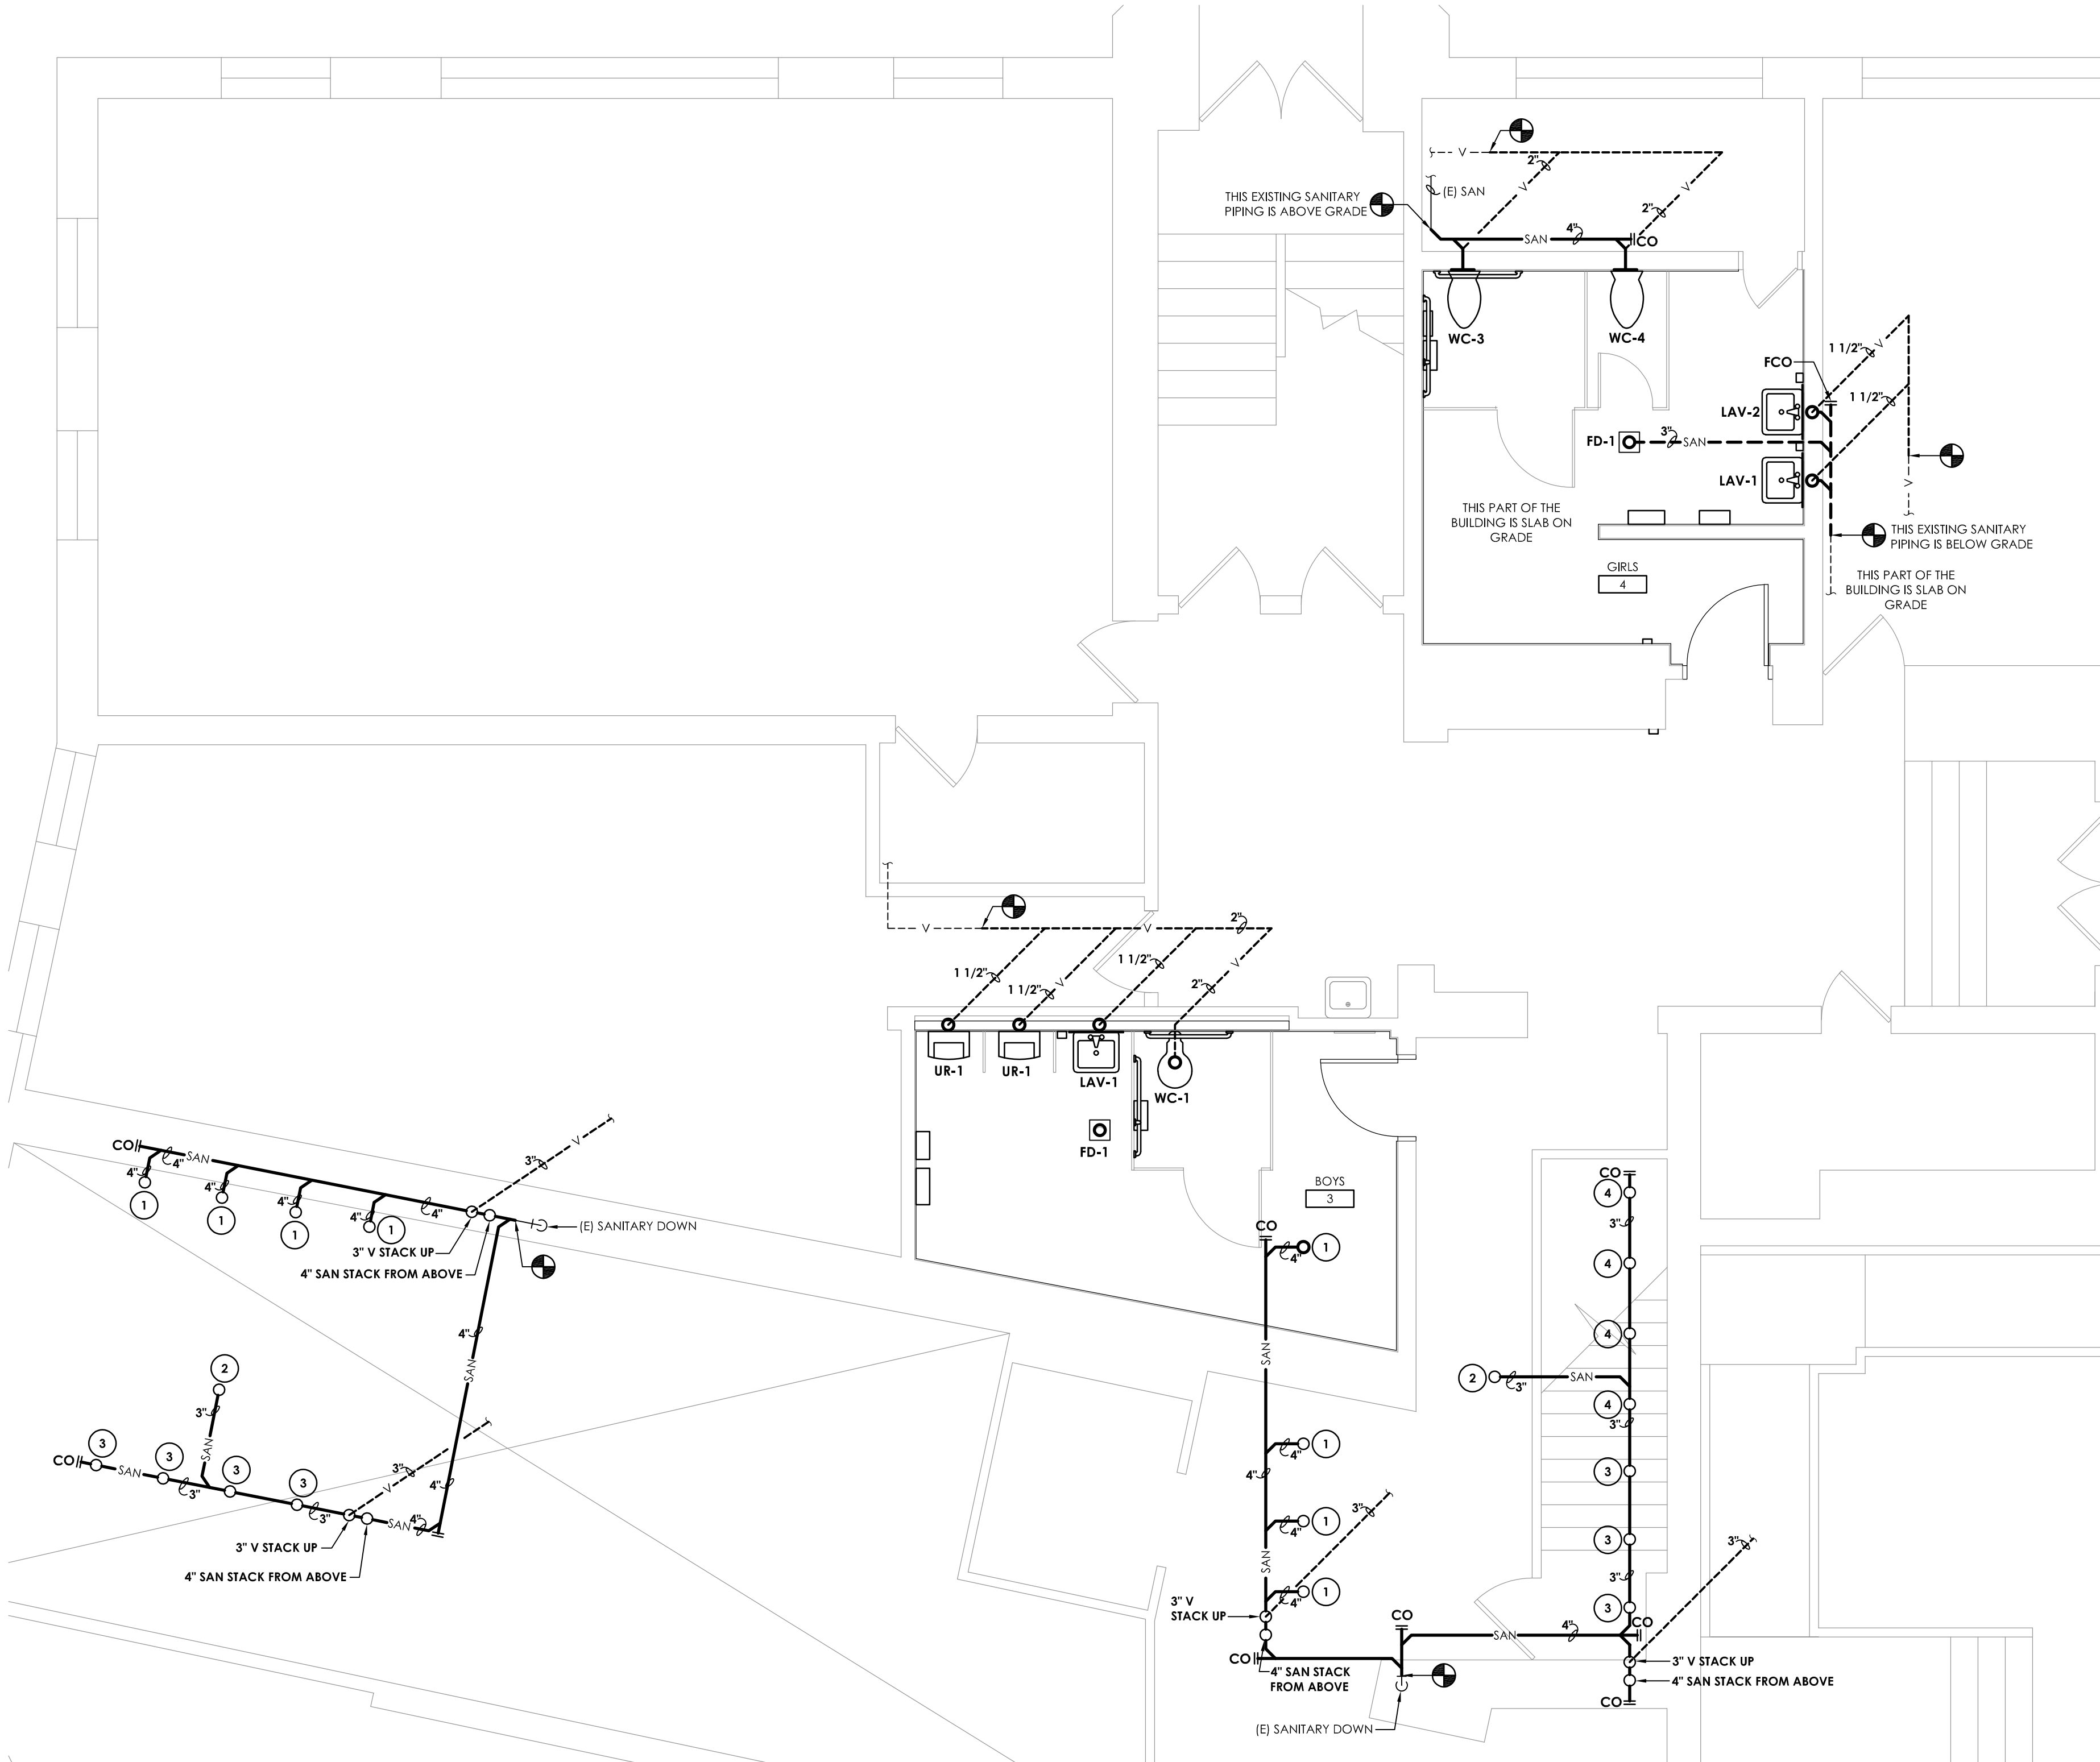 V
2"
V
V
(E) SAN
THIS EXISTING SANITARY
PIPING IS ABOVE GRADE
2"
4"
SAN
CO
WC-3
WC-4
1 1/2"
V
FCO
1 1/2"
LAV-2
FD-1
3"
SAN
LAV-1
V
THIS PART OF THE
BUILDING IS SLAB ON
GRADE
THIS EXISTING SANITARY
PIPING IS BELOW GRADE
GIRLS
4
THIS PART OF THE
BUILDING IS SLAB ON
GRADE
V
V
2"
1 1/2"
1 1/2"
V
1 1/2"
2"
V
UR-1
UR-1
LAV-1
WC-1
FD-1
BOYS
3
CO
4"
SAN
4"
4"
4"
4"
4"
1
1
1
1
3"
V
(E) SANITARY DOWN
3" V STACK UP
4" SAN STACK FROM ABOVE
4"
SAN
4"
2
3"
SAN
CO
3
SAN
3
3"
3
3
3"
3"
V
SAN
4"
3" V STACK UP
4" SAN STACK FROM ABOVE
CO
1
4"
SAN
1
4"
4"
1
4"
SAN
1
4"
3"
3" V
STACK UP
CO
4" SAN STACK
FROM ABOVE
CO
(E) SANITARY DOWN
SAN
4"
CO
4
3"
4
4
2
3"
SAN
4
3"
3
3
3"
3
CO
3"
3" V STACK UP
4" SAN STACK FROM ABOVE
CO